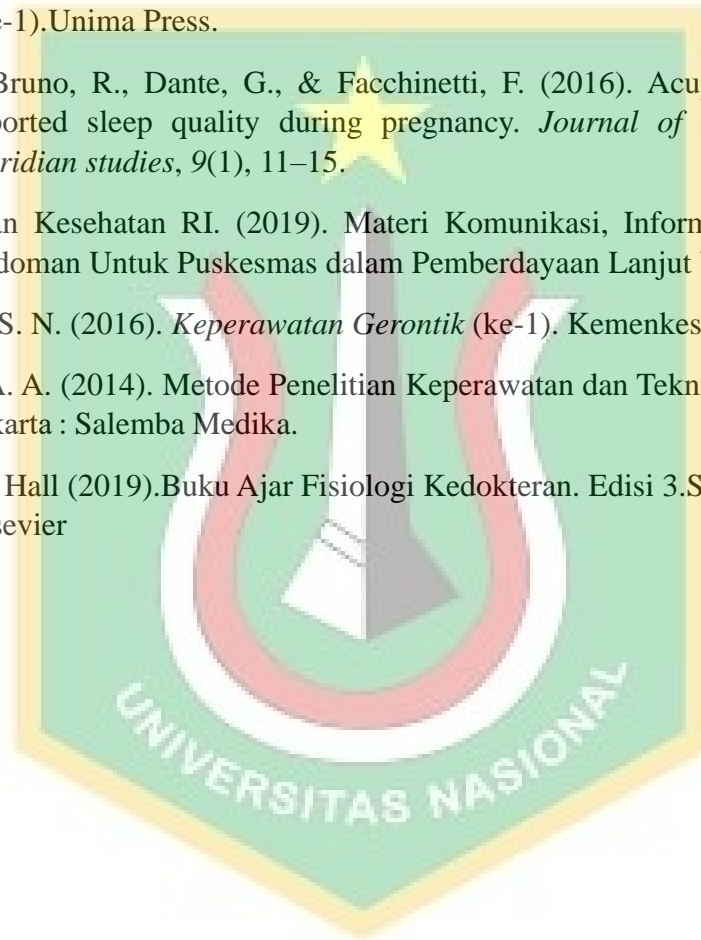 e-1).Unima Press.
Bruno, R., Dante, G., & Facchinetti, F. (2016). Acu
ported sleep quality during pregnancy. Journal of
ridian studies, 9(1), 11–15.
an Kesehatan RI. (2019). Materi Komunikasi, Inform
doman Untuk Puskesmas dalam Pemberdayaan Lanjut
S. N. (2016). Keperawatan Gerontik (ke-1). Kemenkes
A. A. (2014). Metode Penelitian Keperawatan dan Tekni
karta : Salemba Medika.
Hall (2019).Buku Ajar Fisiologi Kedokteran. Edisi 3.S
sevier
UNIVERSITAS NASIONAL